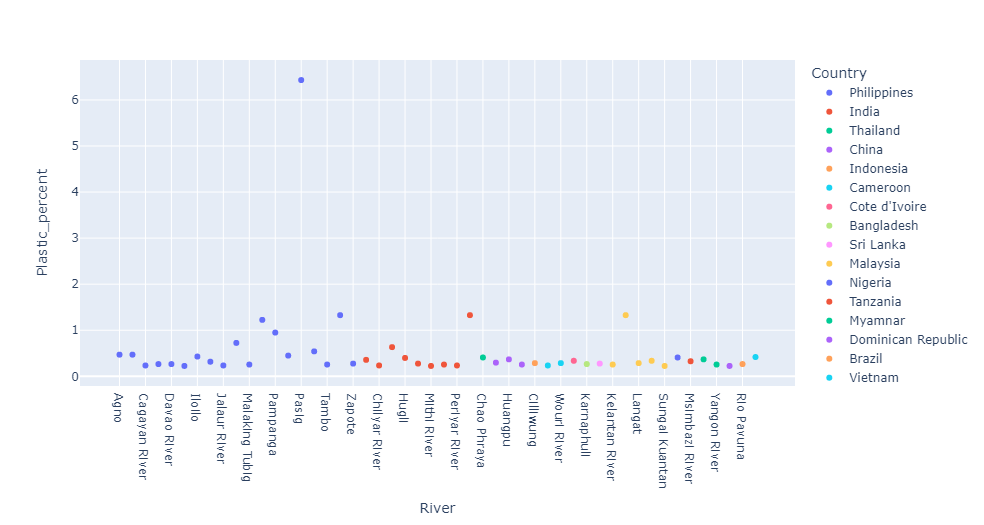 Country
Philippines
India
Thailand
China
Indonesia
Cameroon
Cote d'Ivoire
Bangladesh
Sri Lanka
Malaysia
Nigeria
Tanzania
Myamnar
Dominican Republic
Brazil
Vietnam
Plastic_percent
6
5
4
3
2
1
0
Agno
Cagayan River
Davao River
Iloilo
Jalaur River
Malaking Tubig
Pampanga
Pasig
Tambo
Zapote
Chilyar River
Hugli
Mithi River
Periyar River
Chao Phraya
Huangpu
Ciliwung
Wouri River
Karnaphuli
Kelantan River
Langat
Sungai Kuantan
Msimbazi River
Yangon River
Rio Pavuna
River